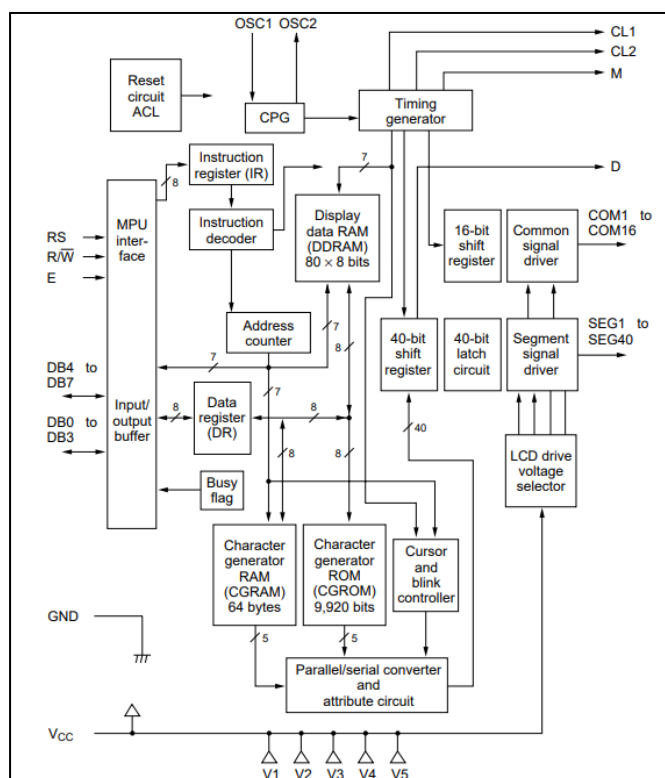 OSC1 OSC2
CL1
CL2
M
Reset
circuit
ACL
CPG
Timing
generator
7
8
Instruction
register (IR)
D
MPU
inter-
face
Instruction
decoder
Display
data RAM
(DDRAM)
80 × 8 bits
16-bit
shift
register
Common
signal
driver
COM1 to
COM16
RS
R/W̅
E
Address
counter
7
8
40-bit
shift
register
40-bit
latch
circuit
Segment
signal
driver
SEG1 to
SEG40
DB4 to
DB7
7
7
DB0 to
DB3
Input/
output
buffer
8
Data
register
(DR)
8
40
8
8
LCD drive
voltage
selector
Busy
flag
Character
generator
RAM
(CGRAM)
64 bytes
Character
generator
ROM
(CGROM)
9,920 bits
Cursor
and
blink
controller
GND
5
5
Parallel/serial converter
and
attribute circuit
VCC
V1 V2 V3 V4 V5